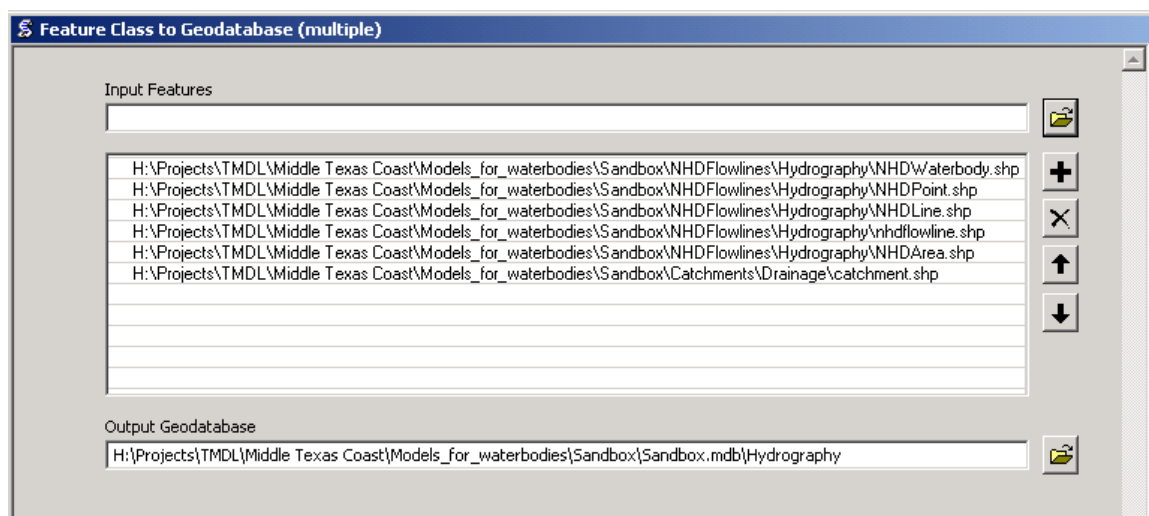 Feature Class to Geodatabase (multiple)
Input Features
H:\Projects\TMDL\Middle Texas Coast\Models_for_waterbodies\Sandbox\NHDFlowlines\Hydrography\NHDWaterbody.shp
H:\Projects\TMDL\Middle Texas Coast\Models_for_waterbodies\Sandbox\NHDFlowlines\Hydrography\NHDPoint.shp
H:\Projects\TMDL\Middle Texas Coast\Models_for_waterbodies\Sandbox\NHDFlowlines\Hydrography\NHDLine.shp
H:\Projects\TMDL\Middle Texas Coast\Models_for_waterbodies\Sandbox\NHDFlowlines\Hydrography\nhdflowline.shp
H:\Projects\TMDL\Middle Texas Coast\Models_for_waterbodies\Sandbox\NHDFlowlines\Hydrography\NHDArea.shp
H:\Projects\TMDL\Middle Texas Coast\Models_for_waterbodies\Sandbox\Catchments\Drainage\catchment.shp
Output Geodatabase
H:\Projects\TMDL\Middle Texas Coast\Models_for_waterbodies\Sandbox\Sandbox.mdb\Hydrography